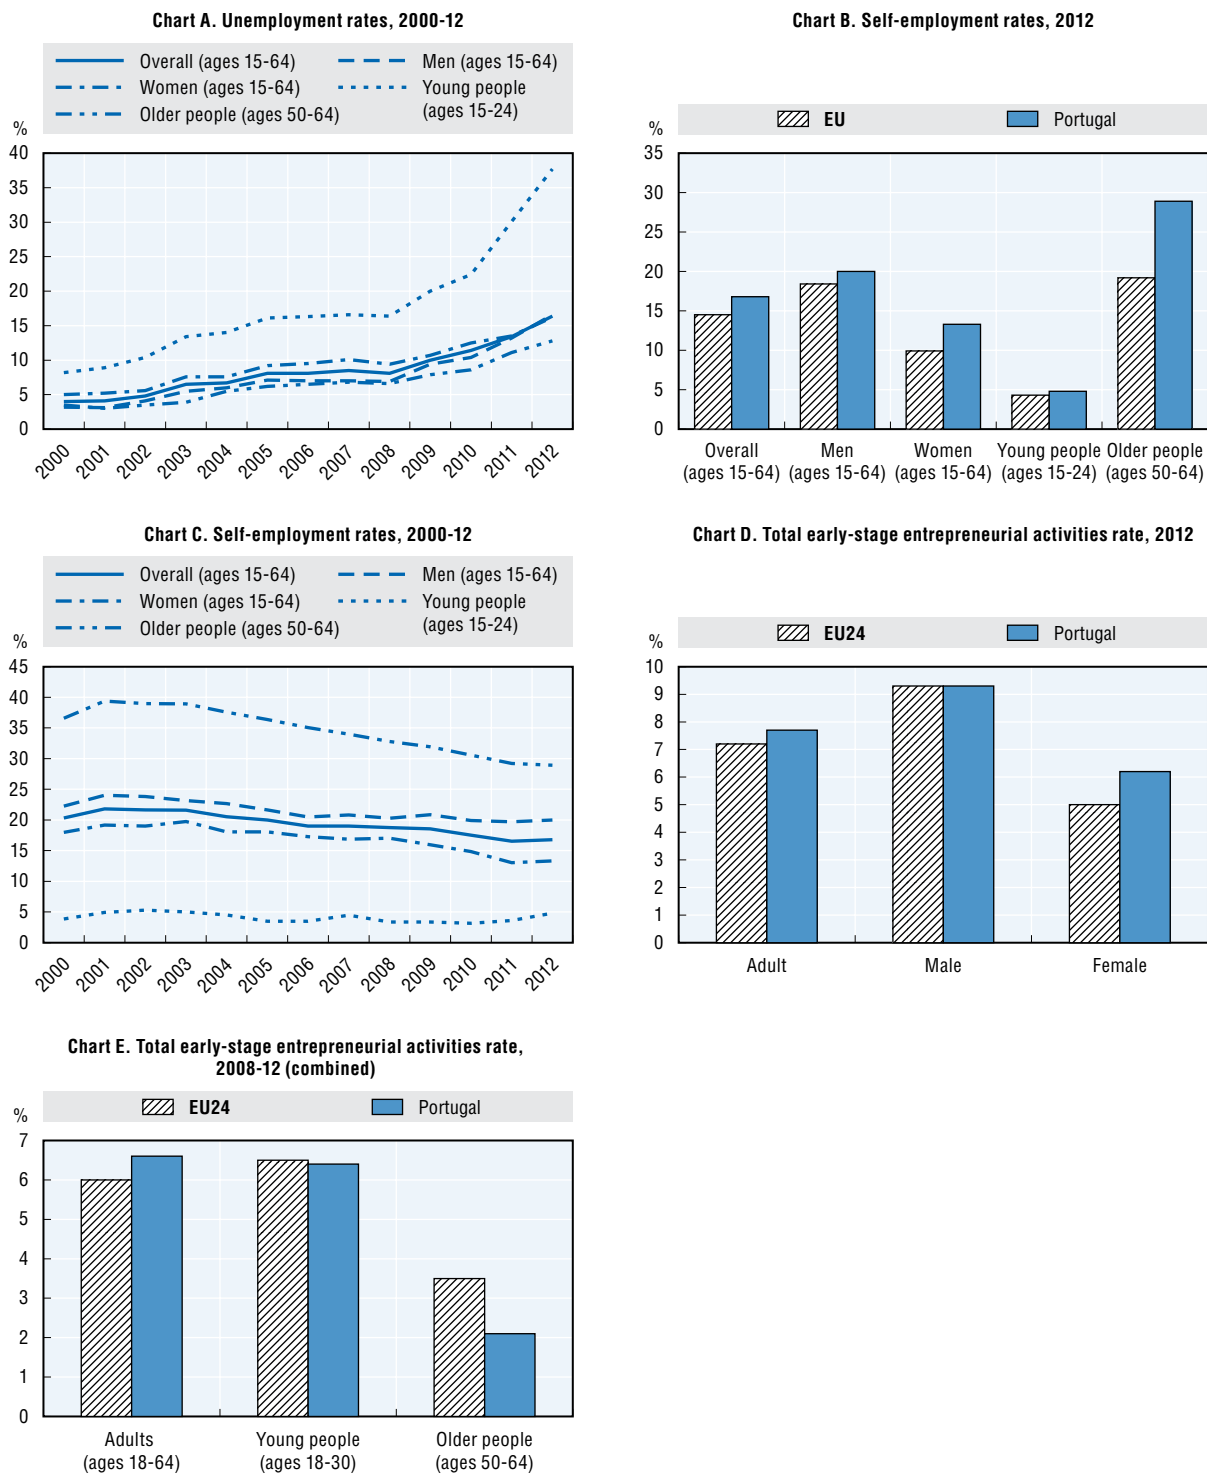 Chart A. Unemployment rates, 2000-12
Overall (ages 15-64)
Men (ages 15-64)
Women (ages 15-64)
Young people
(ages 15-24)
Older people (ages 50-64)
%
40
35
30
25
20
15
10
5
0
2000
2001
2002
2003
2004
2005
2006
2007
2008
2009
2010
2011
2012
Chart B. Self-employment rates, 2012
EU
Portugal
%
35
30
25
20
15
10
5
0
Overall
(ages 15-64)
Men
(ages 15-64)
Women
(ages 15-64)
Young people
(ages 15-24)
Older people
(ages 50-64)
Chart C. Self-employment rates, 2000-12
Overall (ages 15-64)
Men (ages 15-64)
Women (ages 15-64)
Young people
(ages 15-24)
Older people (ages 50-64)
%
45
40
35
30
25
20
15
10
5
0
2000
2001
2002
2003
2004
2005
2006
2007
2008
2009
2010
2011
2012
Chart D. Total early-stage entrepreneurial activities rate, 2012
EU24
Portugal
%
10
9
8
7
6
5
4
3
2
1
0
Adult
Male
Female
Chart E. Total early-stage entrepreneurial activities rate,
2008-12 (combined)
EU24
Portugal
%
7
6
5
4
3
2
1
0
Adults
(ages 18-64)
Young people
(ages 18-30)
Older people
(ages 50-64)